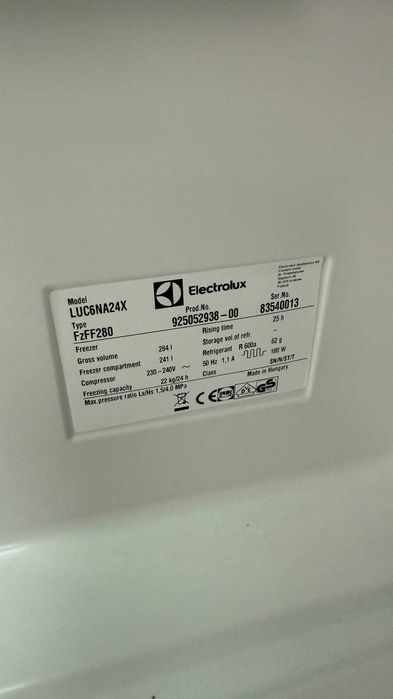 Electrolux
Model Prod.No. Ser.No.
LUC6NA24X 925052938-00 83540013
Type
FzFF280 Rising time 25 h
Freezer Storage vol.of refr. –
Gross volume 284 l Refrigerant R 600a 62 g
Freezer compartment 241 l 180 W
Compressor 230-240V ~ 50 Hz 1,1 A SN/N/ST/T
Freezing capacity 22 kg/24 h Class
Max.pressure ratio Ls/Hs 1,5/4,0 MPa Made in Hungary
CE DE GS